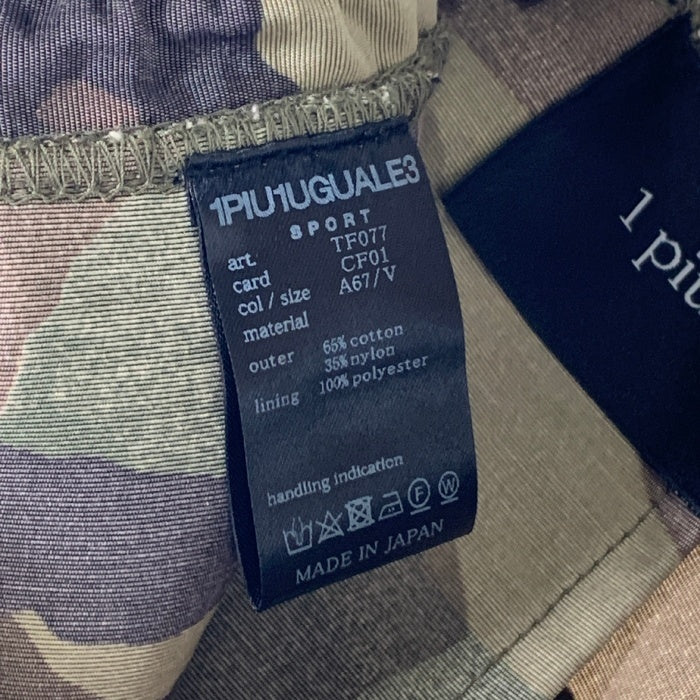 1PIU1UGUALE3
SPORT
art. TF077
card CF01
col / size A67/V
material
outer 65% cotton
35% nylon
lining 100% polyester
handling indication
F W
MADE IN JAPAN
1 più